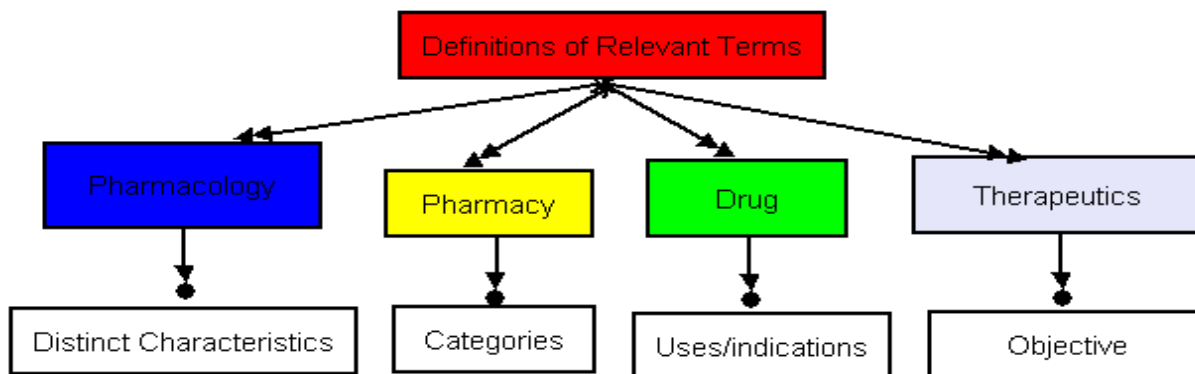 Definitions of Relevant Terms
Pharmacology
Pharmacy
Drug
Therapeutics
Distinct Characteristics
Categories
Uses/indications
Objective